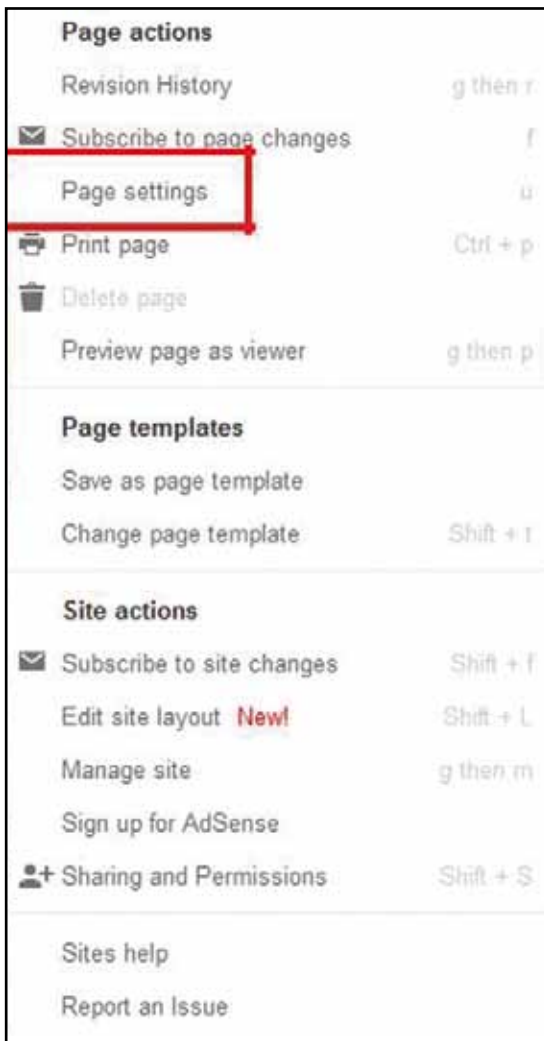 Page actions
Revision History g then r
Subscribe to page changes f
Page settings u
Print page Ctrl + p
Delete page
Preview page as viewer g then p
Page templates
Save as page template
Change page template Shift + t
Site actions
Subscribe to site changes Shift + f
Edit site layout New! Shift + L
Manage site g then m
Sign up for AdSense
Sharing and Permissions Shift + S
Sites help
Report an Issue